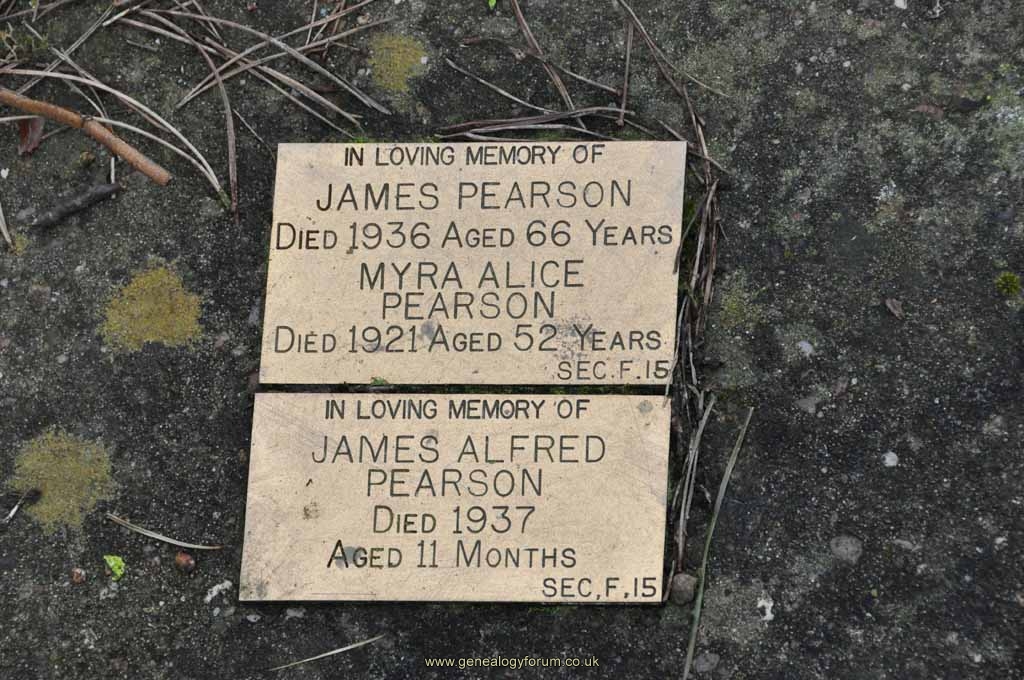 IN LOVING MEMORY OF
JAMES PEARSON
DIED 1936 AGED 66 YEARS
MYRA ALICE
PEARSON
DIED 1921 AGED 52 YEARS
SEC.F.15
IN LOVING MEMORY OF
JAMES ALFRED
PEARSON
DIED 1937
AGED 11 MONTHS
SEC,F,15
www.genealogyforum.co.uk